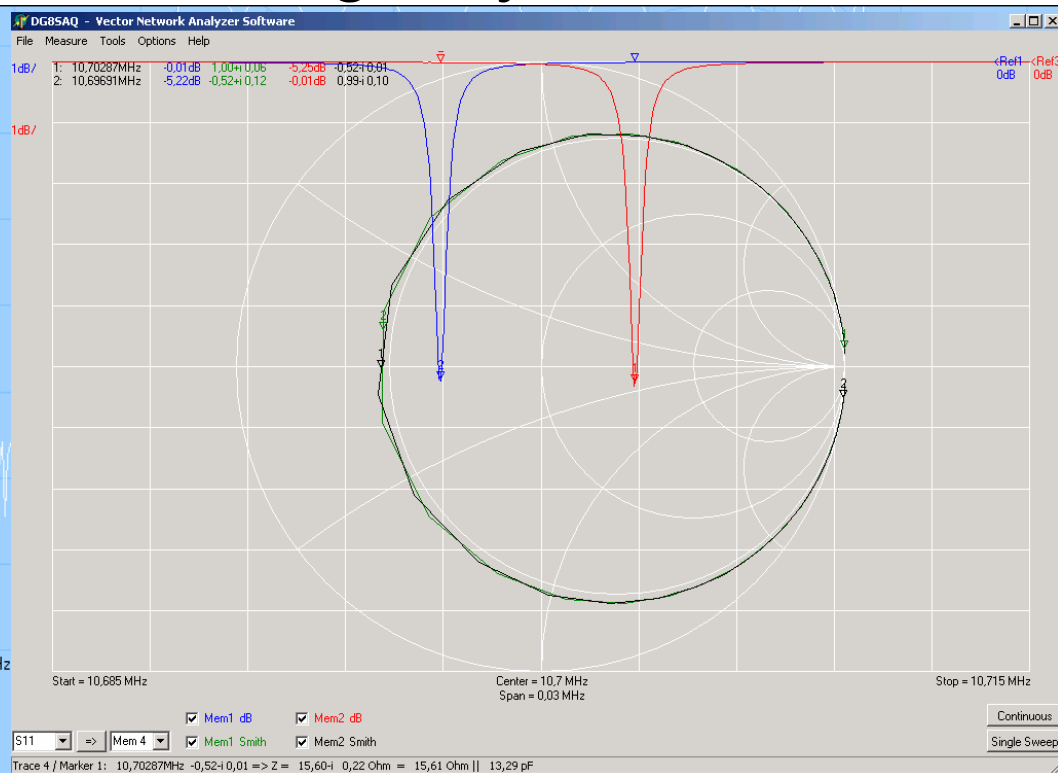 DG8SAQ - Vector Network Analyzer Software
File Measure Tools Options Help
1dB/ 1: 10,70287MHz -0,01dB 1,00+i 0,06 -5,25dB -0,52-i 0,01 <Ref1 <Ref3
2: 10,69691MHz -5,22dB -0,52+i 0,12 -0,01dB 0,99-i 0,10 0dB 0dB
1dB/
2
1
2
Start = 10,685 MHz Center = 10,7 MHz Stop = 10,715 MHz
Span = 0,03 MHz
Mem1 dB Mem2 dB Continuous
S11 => Mem 4 Mem1 Smith Mem2 Smith Single Sweep
Trace 4 / Marker 1: 10,70287MHz -0,52-i 0,01 => Z = 15,60-i 0,22 Ohm = 15,61 Ohm || 13,29 pF